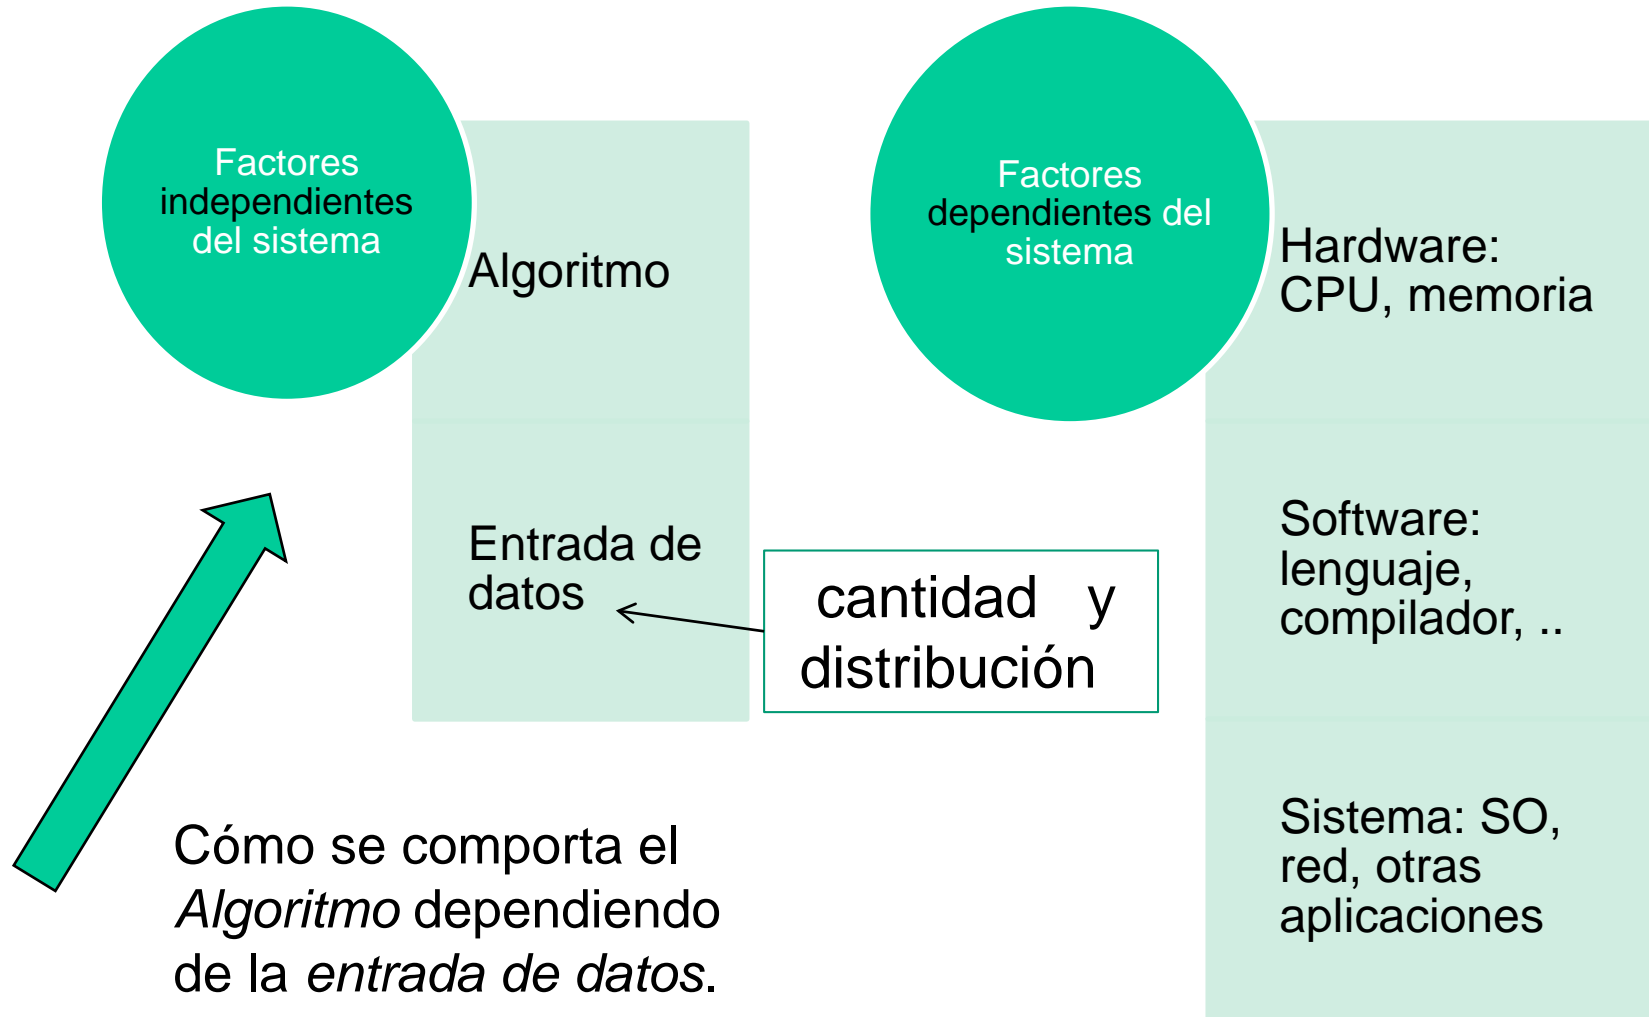 Factores
independientes
del sistema
Algoritmo
Entrada de
datos
cantidad y
distribución
Cómo se comporta el
Algoritmo dependiendo
de la entrada de datos.
Factores
dependientes del
sistema
Hardware:
CPU, memoria
Software:
lenguaje,
compilador, ..
Sistema: SO,
red, otras
aplicaciones